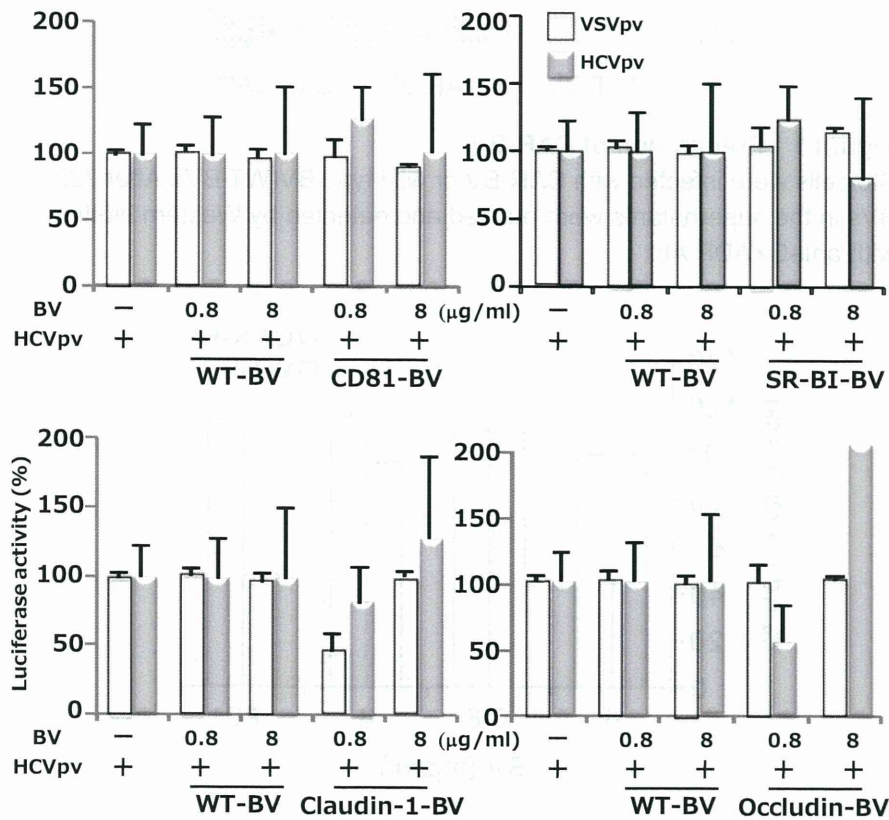 200
150
100
50
0
BV − 0.8 8 0.8 8 (μg/ml)
HCVpv + + + + +
WT-BV CD81-BV
200
150
100
50
0
VSVpv
HCVpv
− 0.8 8 0.8 8
+ + + + +
WT-BV SR-BI-BV
Luciferase activity (%)
200
150
100
50
0
BV − 0.8 8 0.8 8 (μg/ml)
HCVpv + + + + +
WT-BV Claudin-1-BV
200
150
100
50
0
− 0.8 8 0.8 8
+ + + + +
WT-BV Occludin-BV